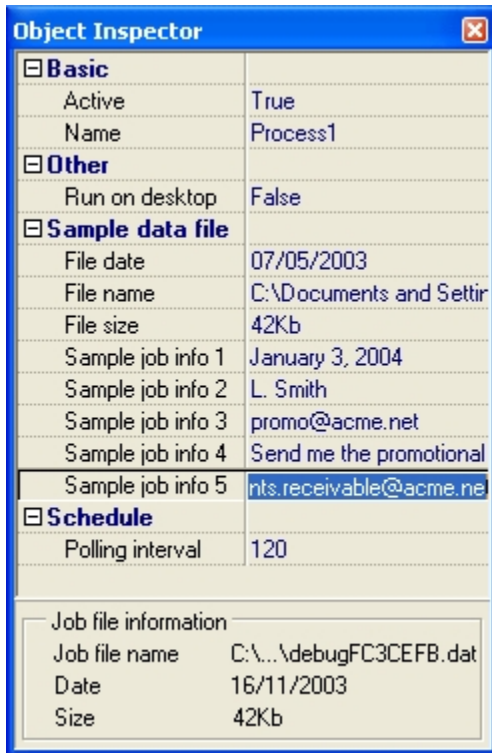 Object Inspector
Basic
Active True
Name Process1
Other
Run on desktop False
Sample data file
File date 07/05/2003
File name C:\Documents and Settin
File size 42Kb
Sample job info 1 January 3, 2004
Sample job info 2 L. Smith
Sample job info 3 promo@acme.net
Sample job info 4 Send me the promotional
Sample job info 5 nts.receivable@acme.ne
Schedule
Polling interval 120
Job file information
Job file name C:\...\debugFC3CEFB.dat
Date 16/11/2003
Size 42Kb